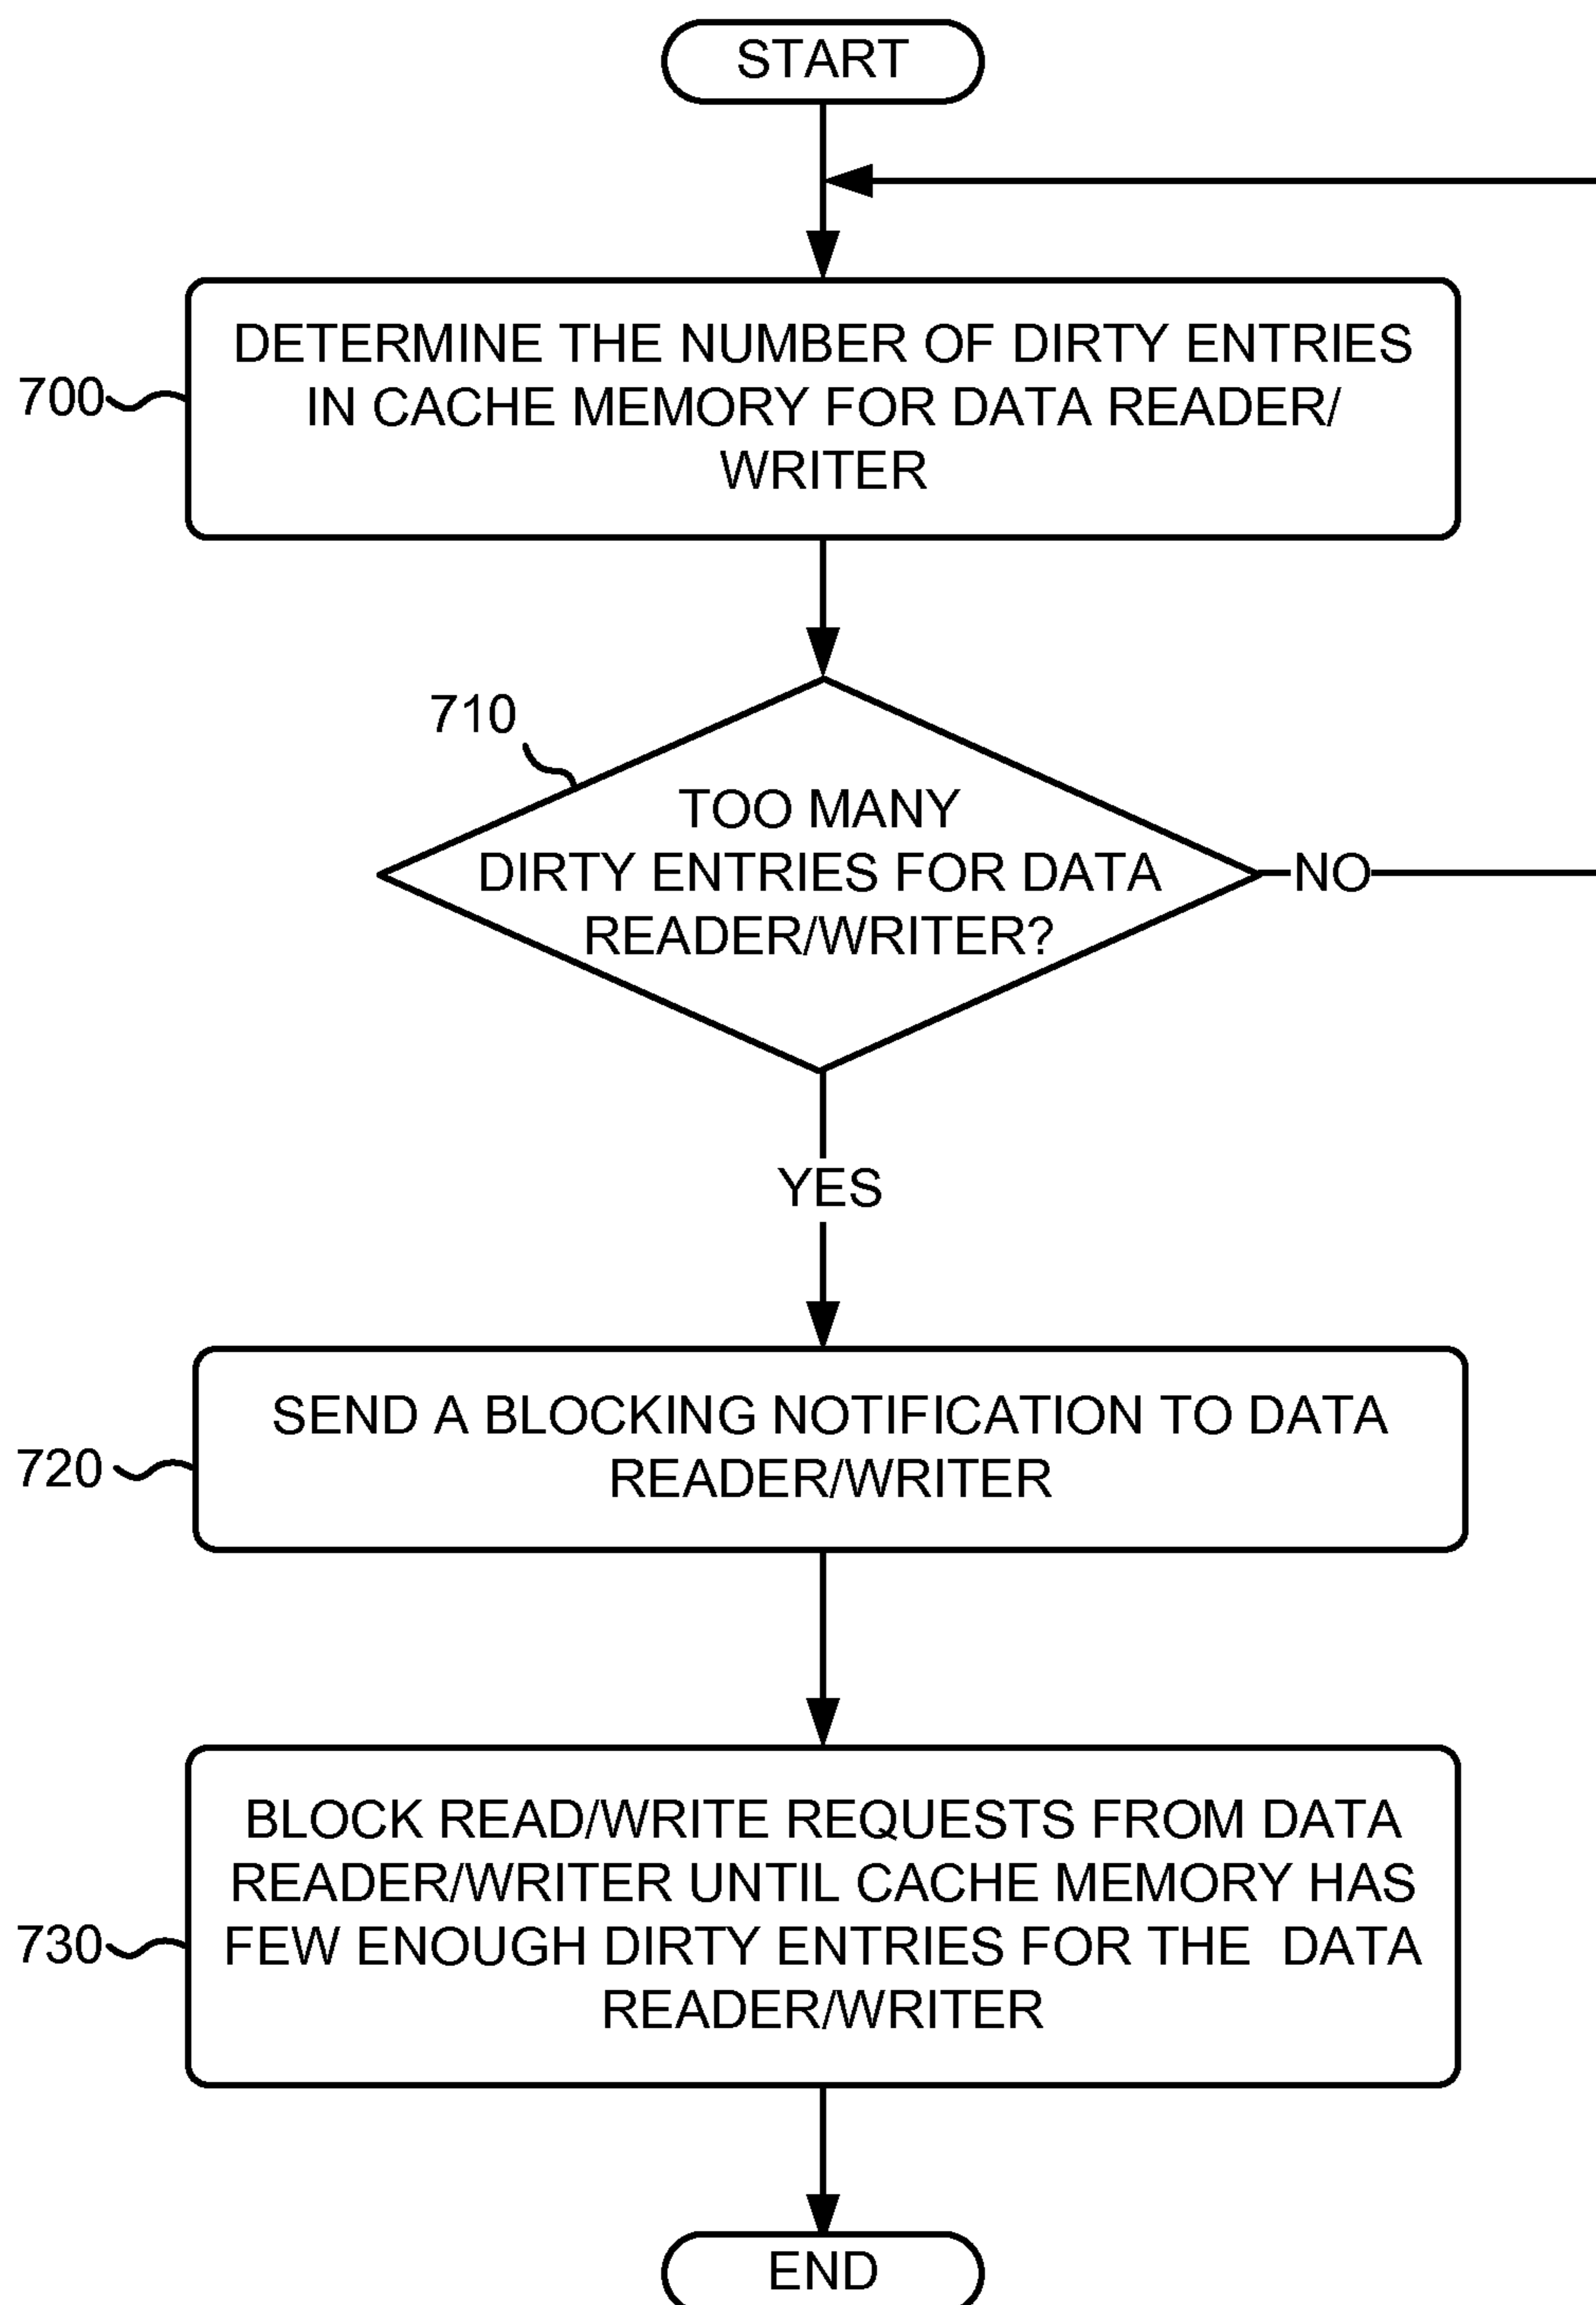 START
DETERMINE THE NUMBER OF DIRTY ENTRIES
IN CACHE MEMORY FOR DATA READER/
WRITER
700
710
TOO MANY
DIRTY ENTRIES FOR DATA
READER/WRITER?
NO
YES
SEND A BLOCKING NOTIFICATION TO DATA
READER/WRITER
720
BLOCK READ/WRITE REQUESTS FROM DATA
READER/WRITER UNTIL CACHE MEMORY HAS
FEW ENOUGH DIRTY ENTRIES FOR THE DATA
READER/WRITER
730
END